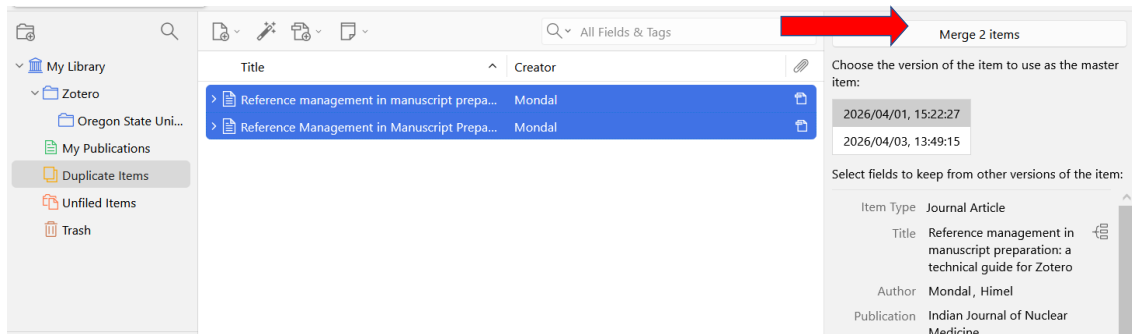 All Fields & Tags
My Library
Zotero
Oregon State Uni...
My Publications
Duplicate Items
Unfiled Items
Trash
Title Creator
Reference management in manuscript prepa... Mondal
Reference Management in Manuscript Prepa... Mondal
Merge 2 items
Choose the version of the item to use as the master
item:
2026/04/01, 15:22:27
2026/04/03, 13:49:15
Select fields to keep from other versions of the item:
Item Type Journal Article
Title Reference management in
manuscript preparation: a
technical guide for Zotero
Author Mondal, Himel
Publication Indian Journal of Nuclear
Medicine